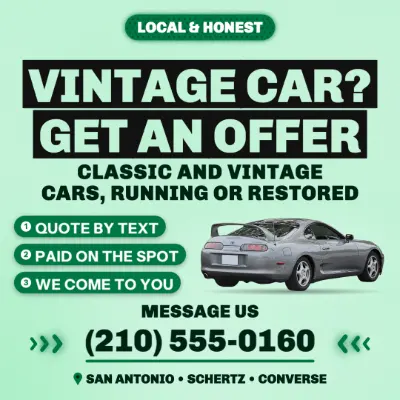 LOCAL & HONEST
VINTAGE CAR?
GET AN OFFER
CLASSIC AND VINTAGE
CARS, RUNNING OR RESTORED
1 QUOTE BY TEXT
2 PAID ON THE SPOT
3 WE COME TO YOU
MESSAGE US
(210) 555-0160
SAN ANTONIO • SCHERTZ • CONVERSE